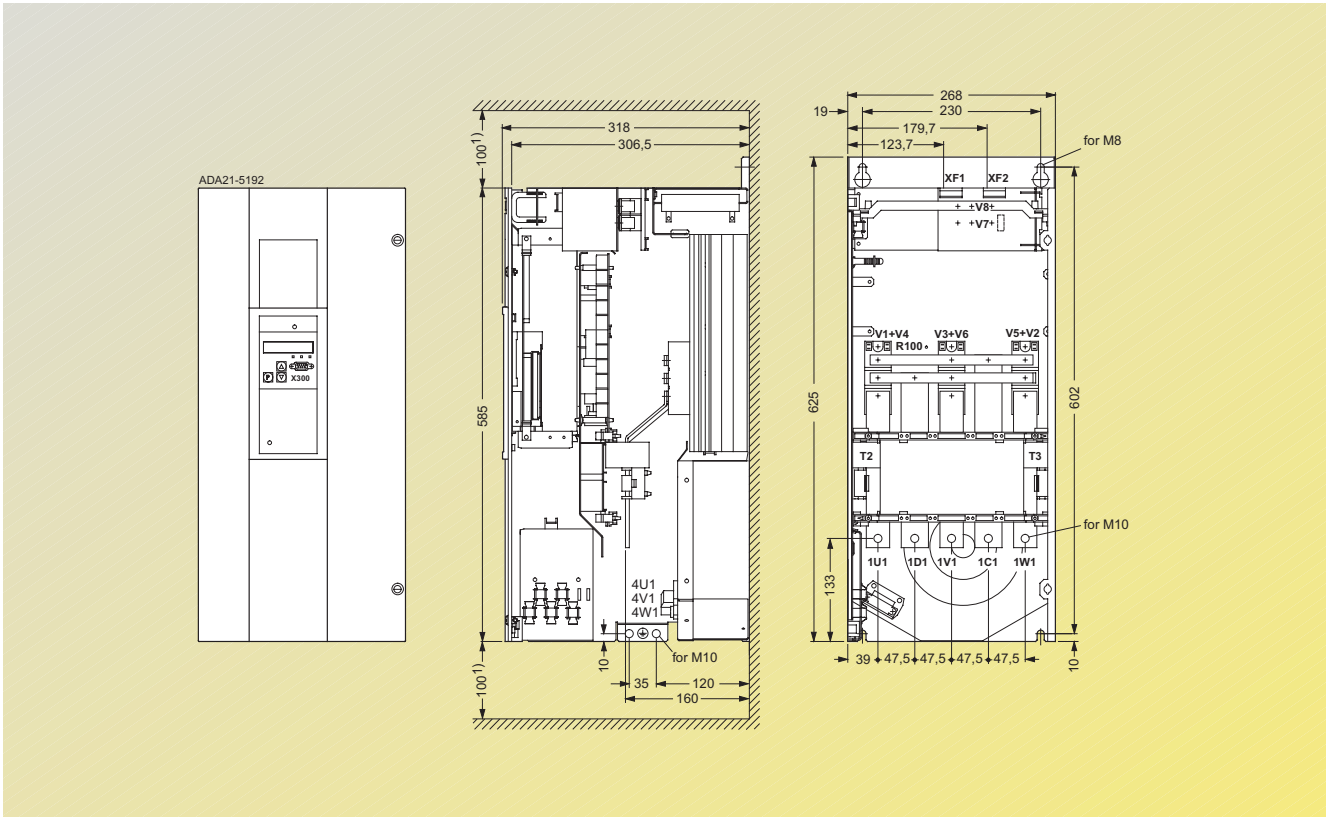 ADA21-5192
X300
P
318
306,5
100 1)
585
4U1
4V1
4W1
for M10
10
35
120
160
100 1)
268
19
230
179,7
123,7
for M8
XF1 XF2
+ +V8+
+ +V7+
V1+V4 V3+V6 V5+V2
R100
625
602
T2 T3
for M10
1U1 1D1 1V1 1C1 1W1
133
39 47,5 47,5 47,5 47,5
10